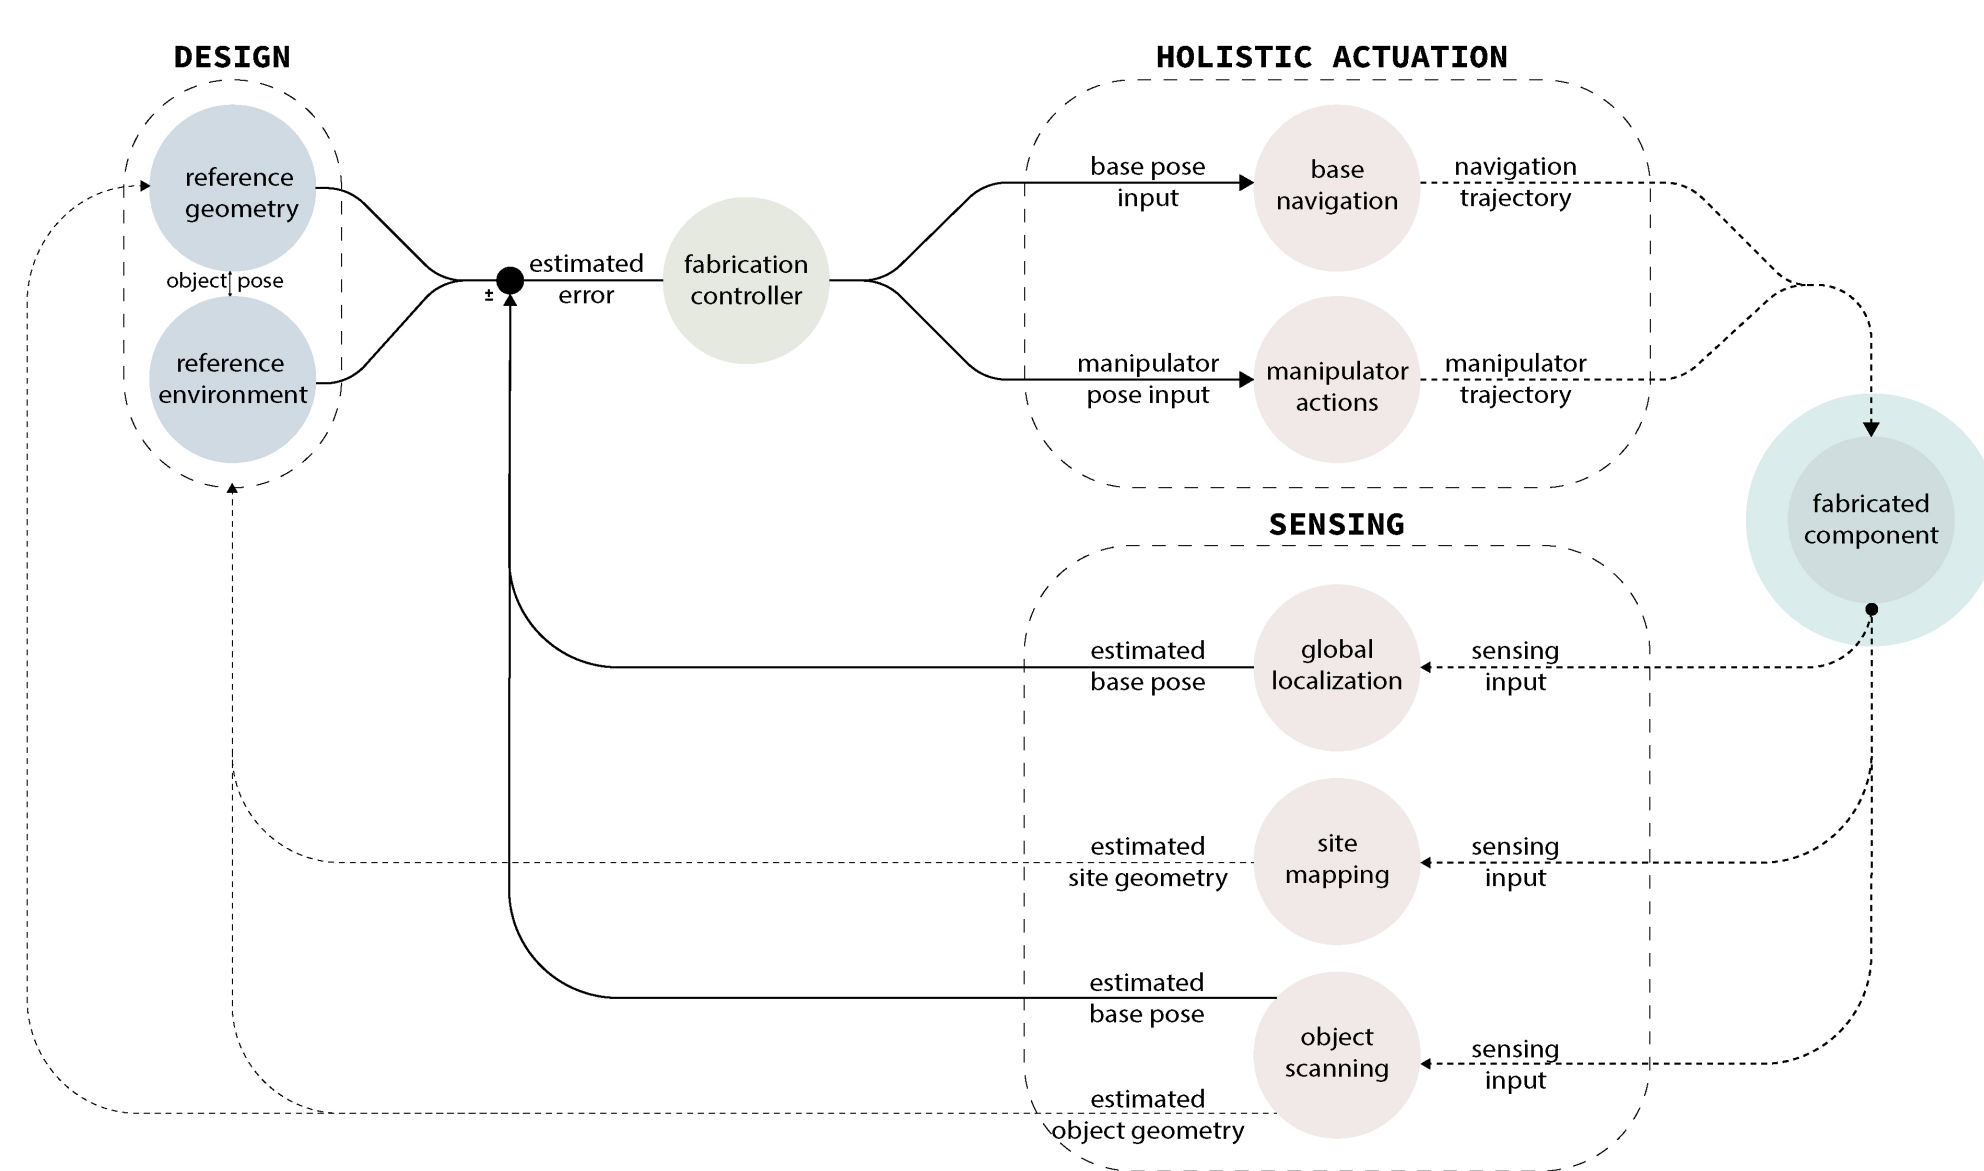 DESIGN
reference
geometry
object pose
reference
environment
±
estimated
error
fabrication
controller
HOLISTIC ACTUATION
base pose
input
base
navigation
navigation
trajectory
manipulator
pose input
manipulator
actions
manipulator
trajectory
fabricated
component
SENSING
estimated
base pose
global
localization
sensing
input
estimated
site geometry
site
mapping
sensing
input
estimated
base pose
object
scanning
sensing
input
estimated
object geometry